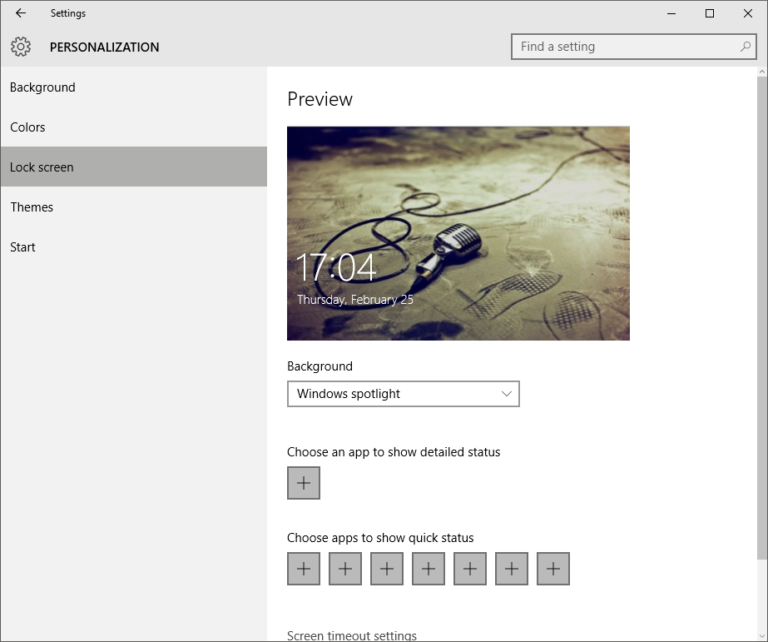 Settings
PERSONALIZATION
Find a setting
Background
Colors
Lock screen
Themes
Start
Preview
17:04
Thursday, February 25
Background
Windows spotlight
Choose an app to show detailed status
Choose apps to show quick status
Screen timeout settings